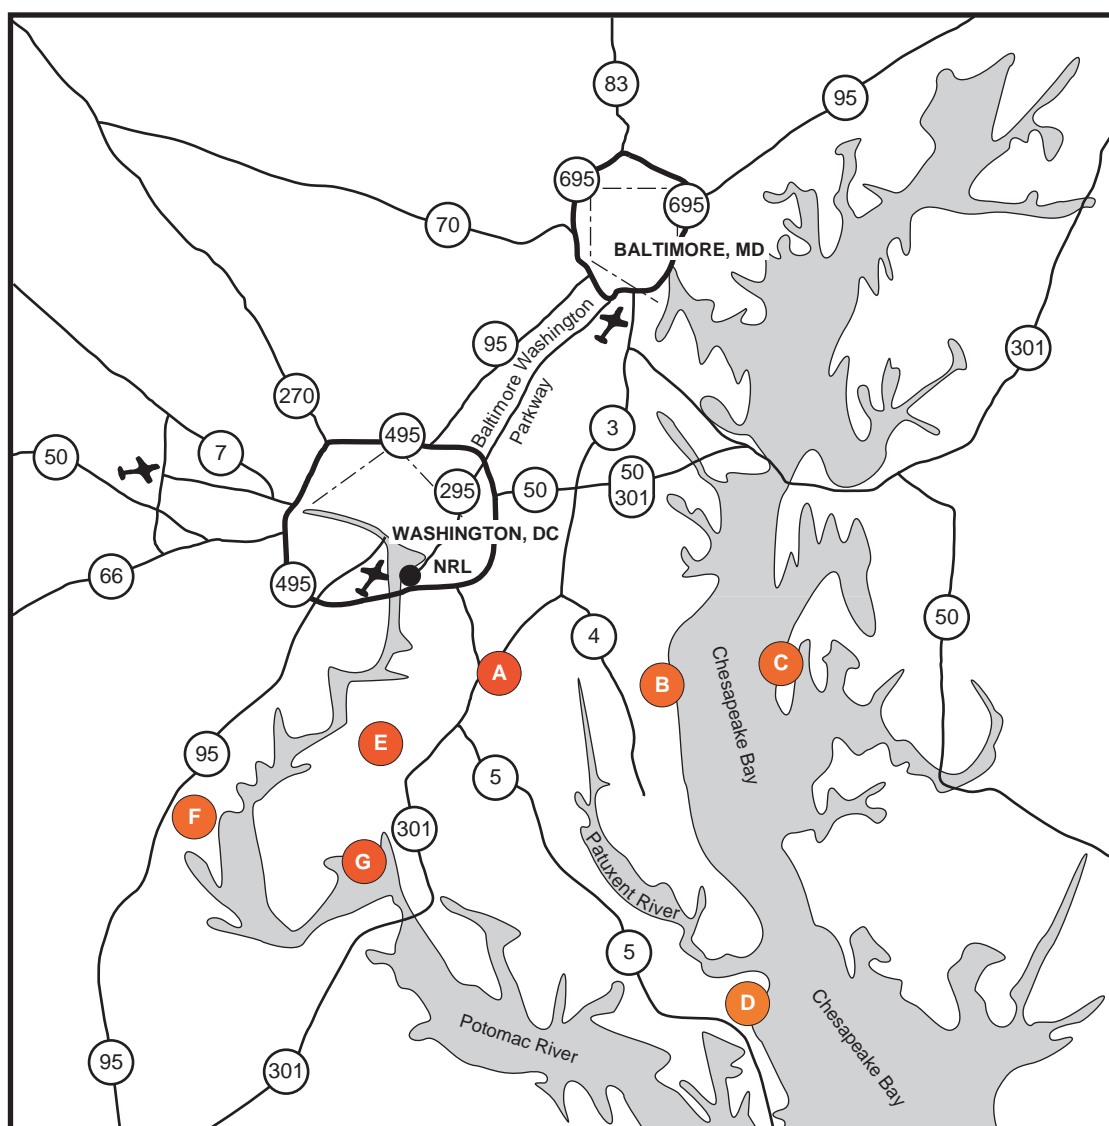 83
95
695
695
70
BALTIMORE, MD
95
Baltimore Washington
Parkway
301
270
3
495
7
50
50
301
295
50
WASHINGTON, DC
NRL
66
495
50
4
A
B
C
Chesapeake Bay
E
95
5
F
301
G
Patuxent River
5
D
Potomac River
Chesapeake Bay
95
301